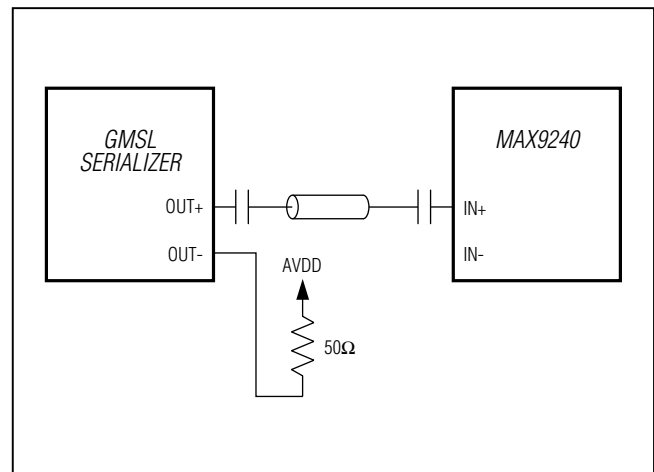 GMSL
SERIALIZER
MAX9240
OUT+
IN+
OUT-
IN-
AVDD
50Ω